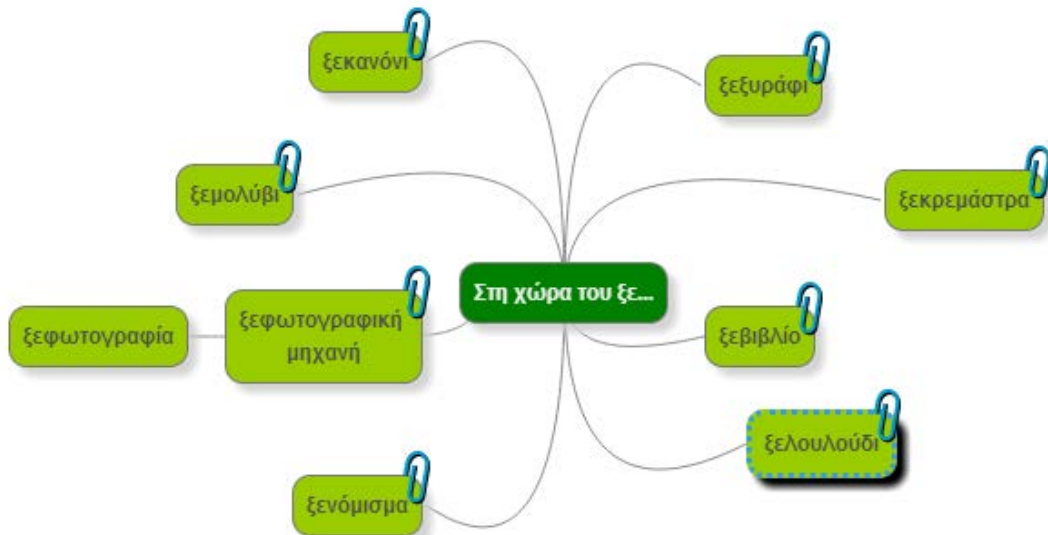 ξεκανόνι
ξεξυράφι
ξεμολύβι
ξεκρεμάστρα
Στη χώρα του ξε...
ξεφωτογραφία
ξεφωτογραφική
μηχανή
ξεβιβλίο
ξελουλούδι
ξενόμισμα